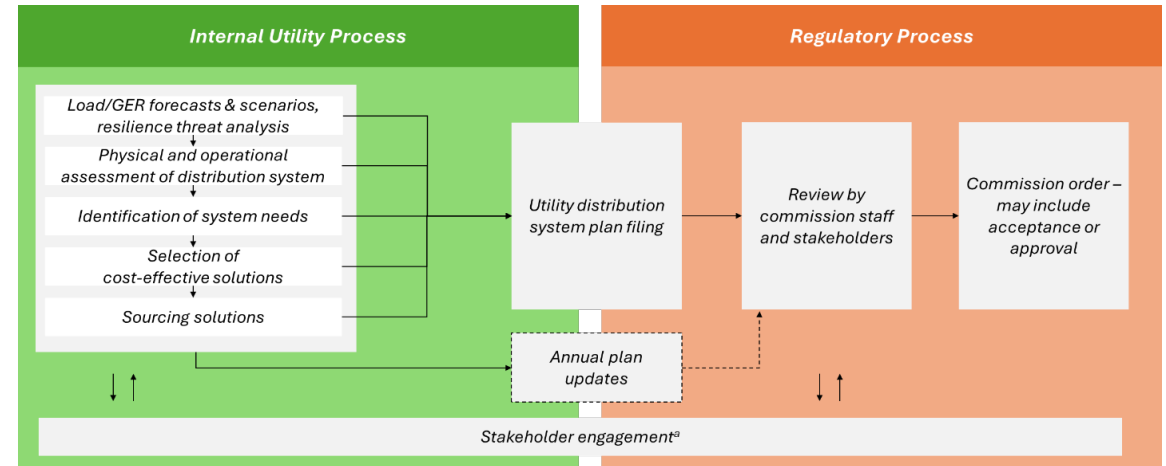 Internal Utility Process
Regulatory Process
Load/GER forecasts & scenarios,
resilience threat analysis
Physical and operational
assessment of distribution system
Identification of system needs
Selection of
cost-effective solutions
Sourcing solutions
Utility distribution
system plan filing
Review by
commission staff
and stakeholders
Commission order –
may include
acceptance or
approval
Annual plan
updates
Stakeholder engagementᵃ